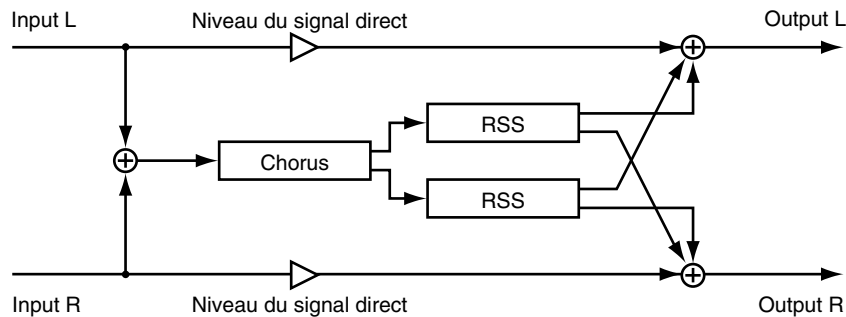 Input L
Niveau du signal direct
Output L
RSS
Chorus
RSS
Input R
Niveau du signal direct
Output R